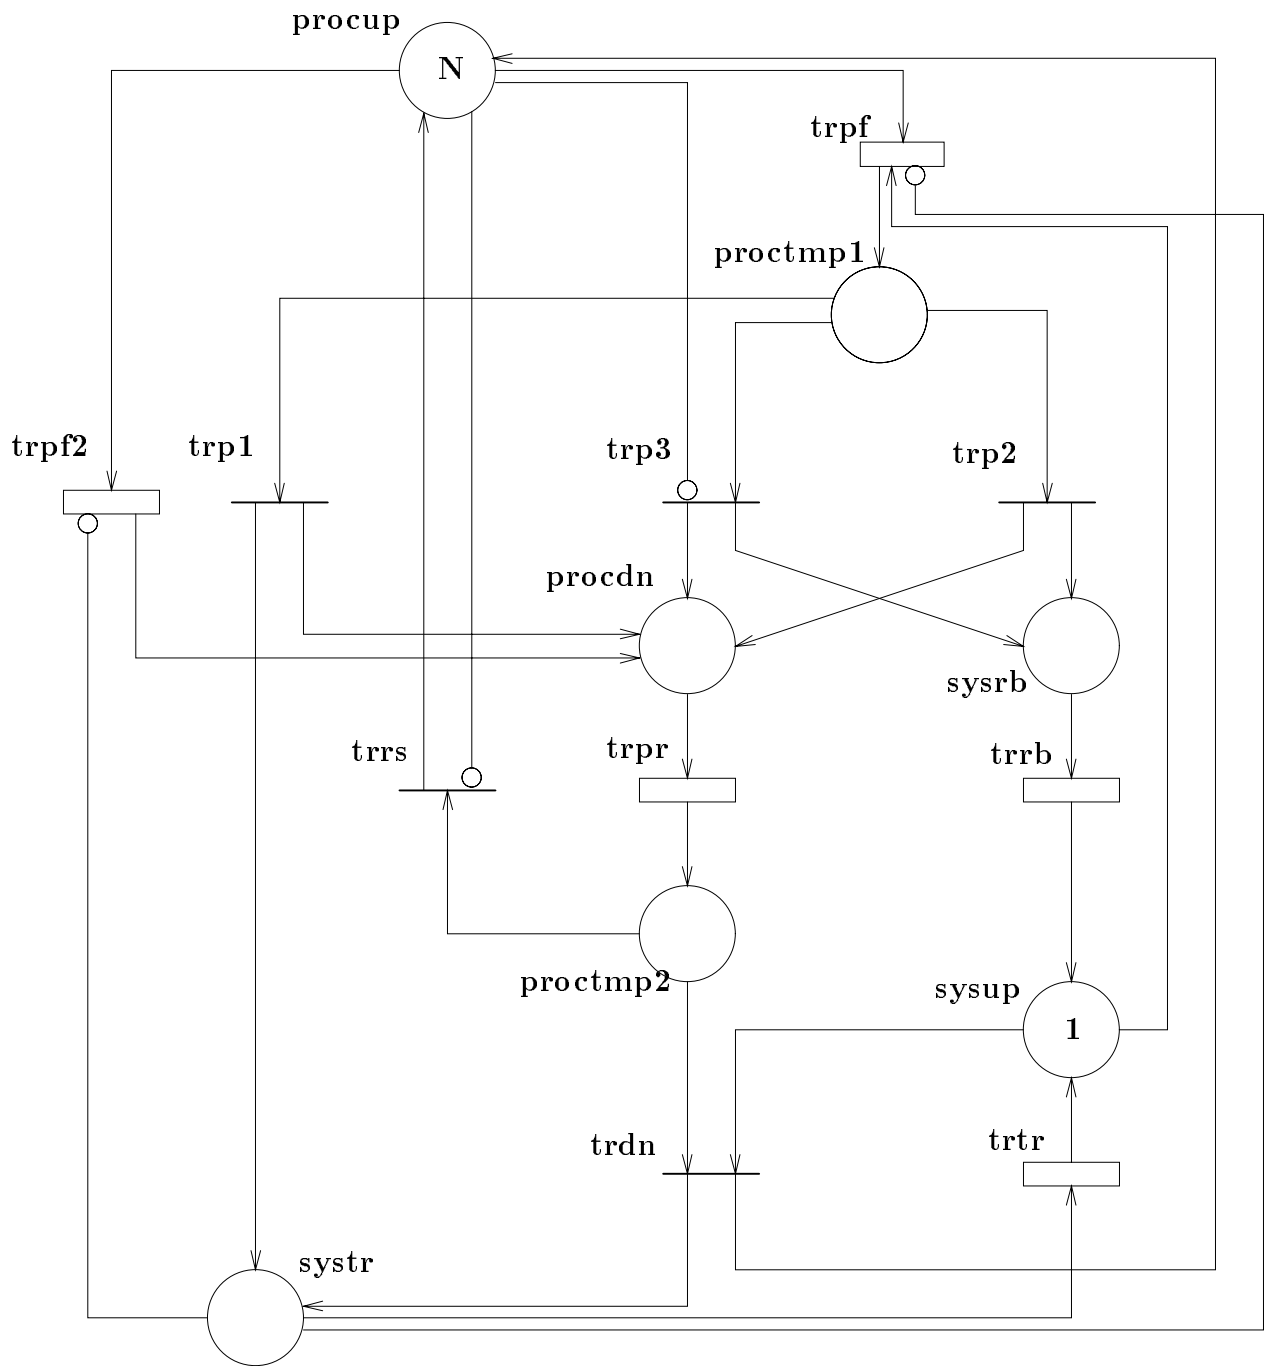 procup
N
trpf
proctmp1
trpf2
trp1
trp3
trp2
procdn
sysrb
trrs
trpr
trrb
proctmp2
sysup
1
trdn
trtr
systr